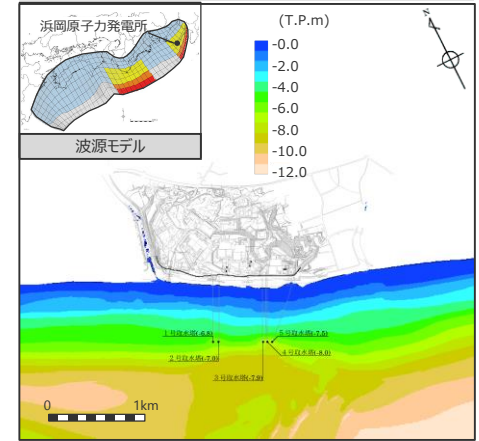 浜岡原子力発電所
波源モデル
(T.P.m)
-0.0
-2.0
-4.0
-6.0
-8.0
-10.0
-12.0
N
1号取水塔(-6.8)
5号取水塔(-7.5)
2号取水塔(-7.9)
4号取水塔(-8.0)
3号取水塔(-7.9)
0 1km